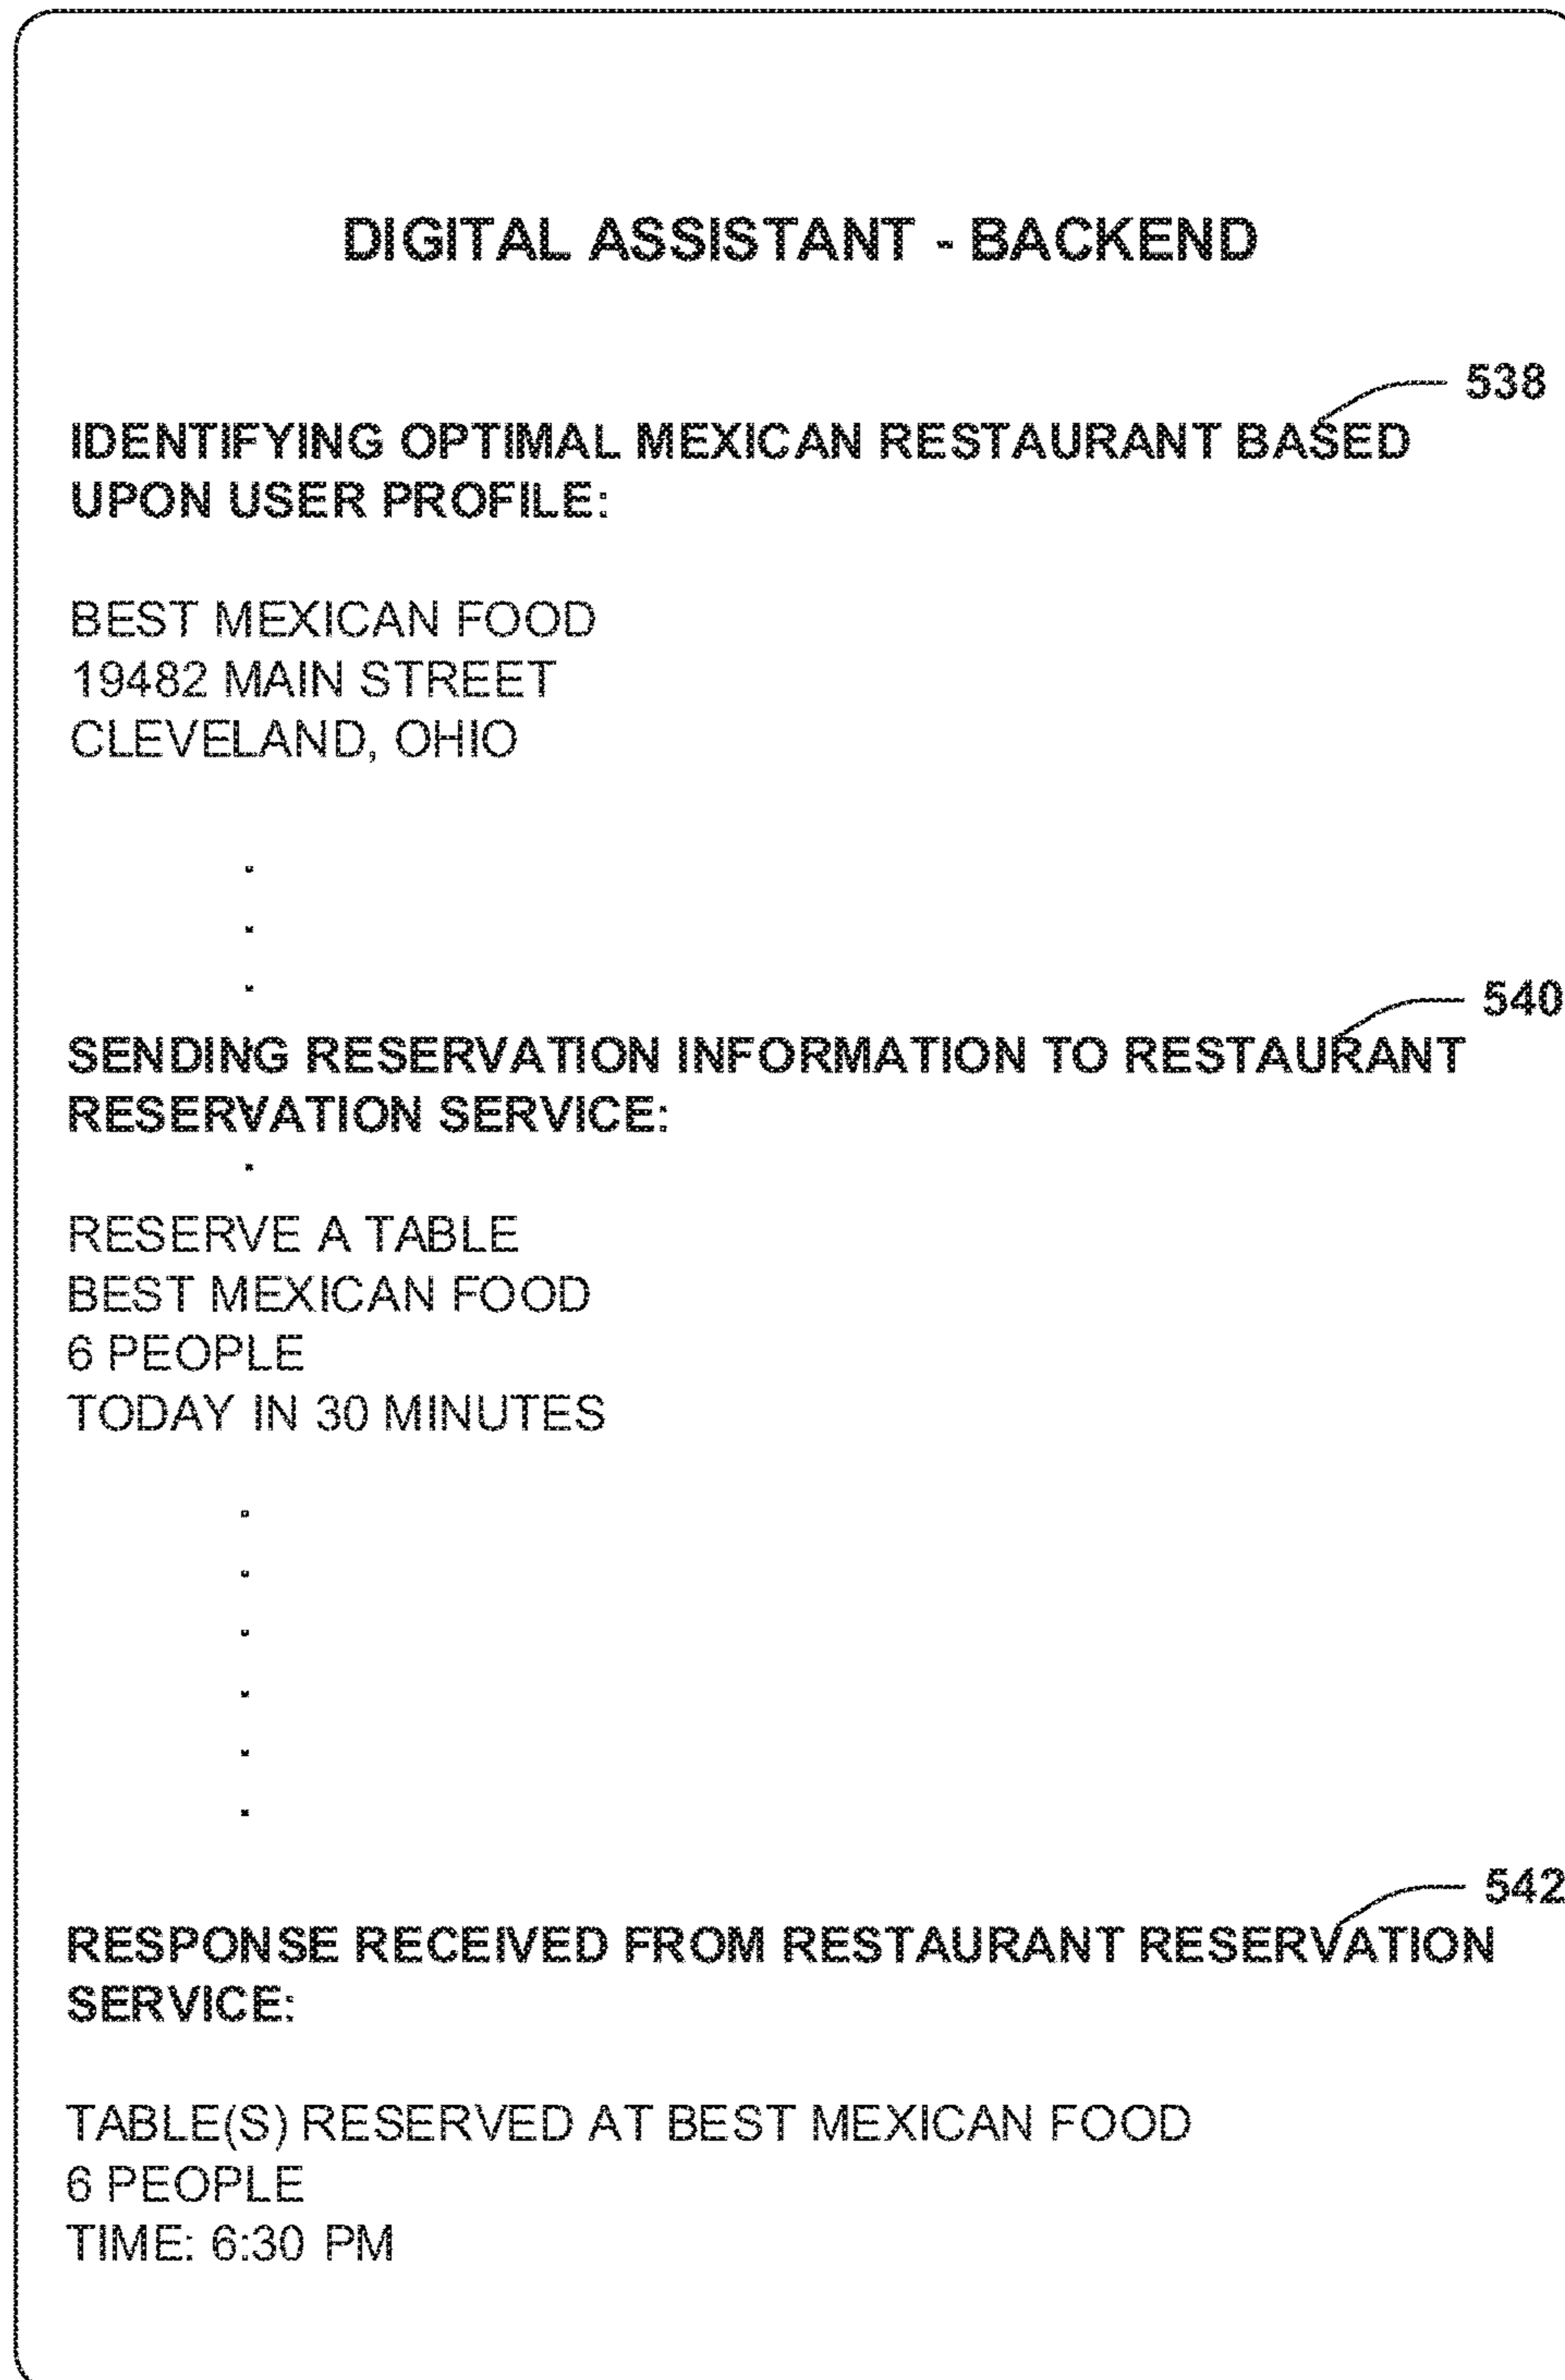 DIGITAL ASSISTANT - BACKEND
538
IDENTIFYING OPTIMAL MEXICAN RESTAURANT BASED
UPON USER PROFILE:
BEST MEXICAN FOOD
19482 MAIN STREET
CLEVELAND, OHIO
540
SENDING RESERVATION INFORMATION TO RESTAURANT
RESERVATION SERVICE:
RESERVE A TABLE
BEST MEXICAN FOOD
6 PEOPLE
TODAY IN 30 MINUTES
542
RESPONSE RECEIVED FROM RESTAURANT RESERVATION
SERVICE:
TABLE(S) RESERVED AT BEST MEXICAN FOOD
6 PEOPLE
TIME: 6:30 PM